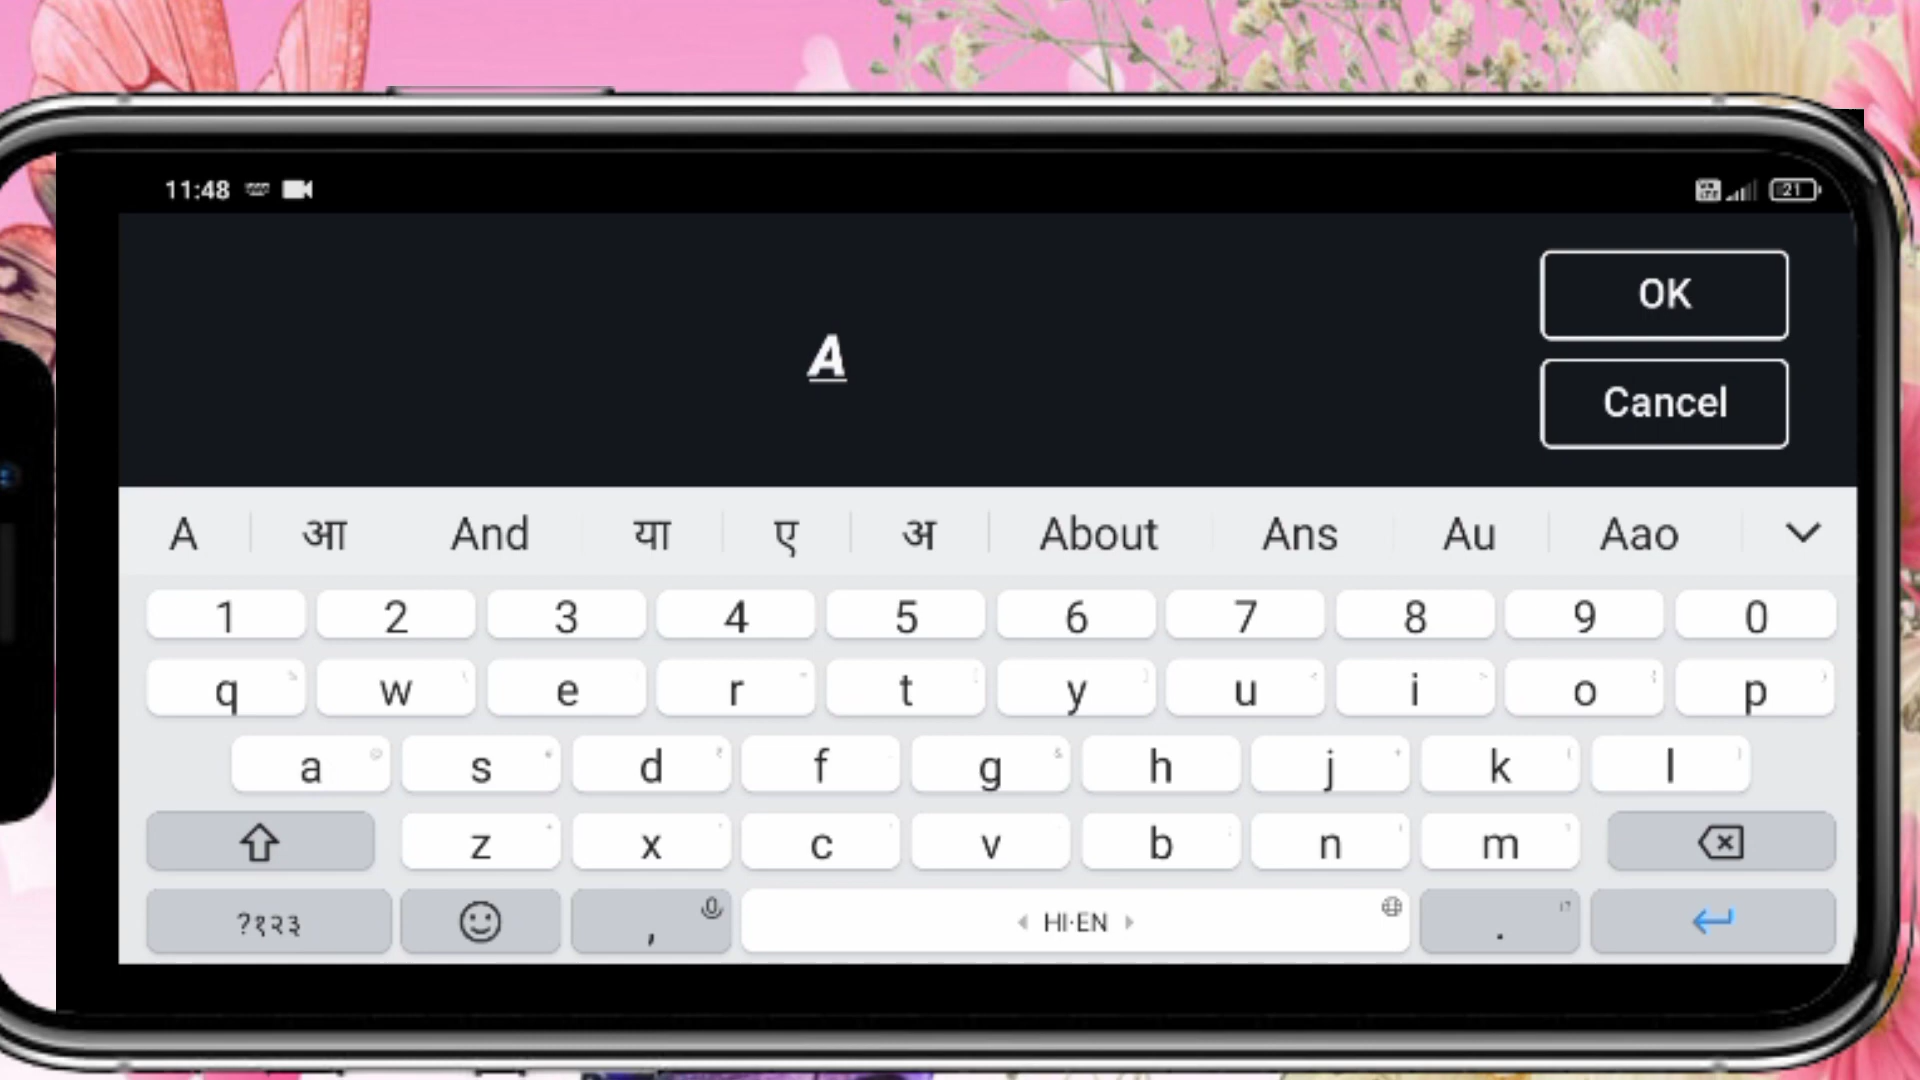 11:48 21
OK
A
Cancel
A आ And या ए अ About Ans Au Aao
1 2 3 4 5 6 7 8 9 0
q w e r t y u i o p
a s d f g h j k l
z x c v b n m
?१२३ , HI·EN .